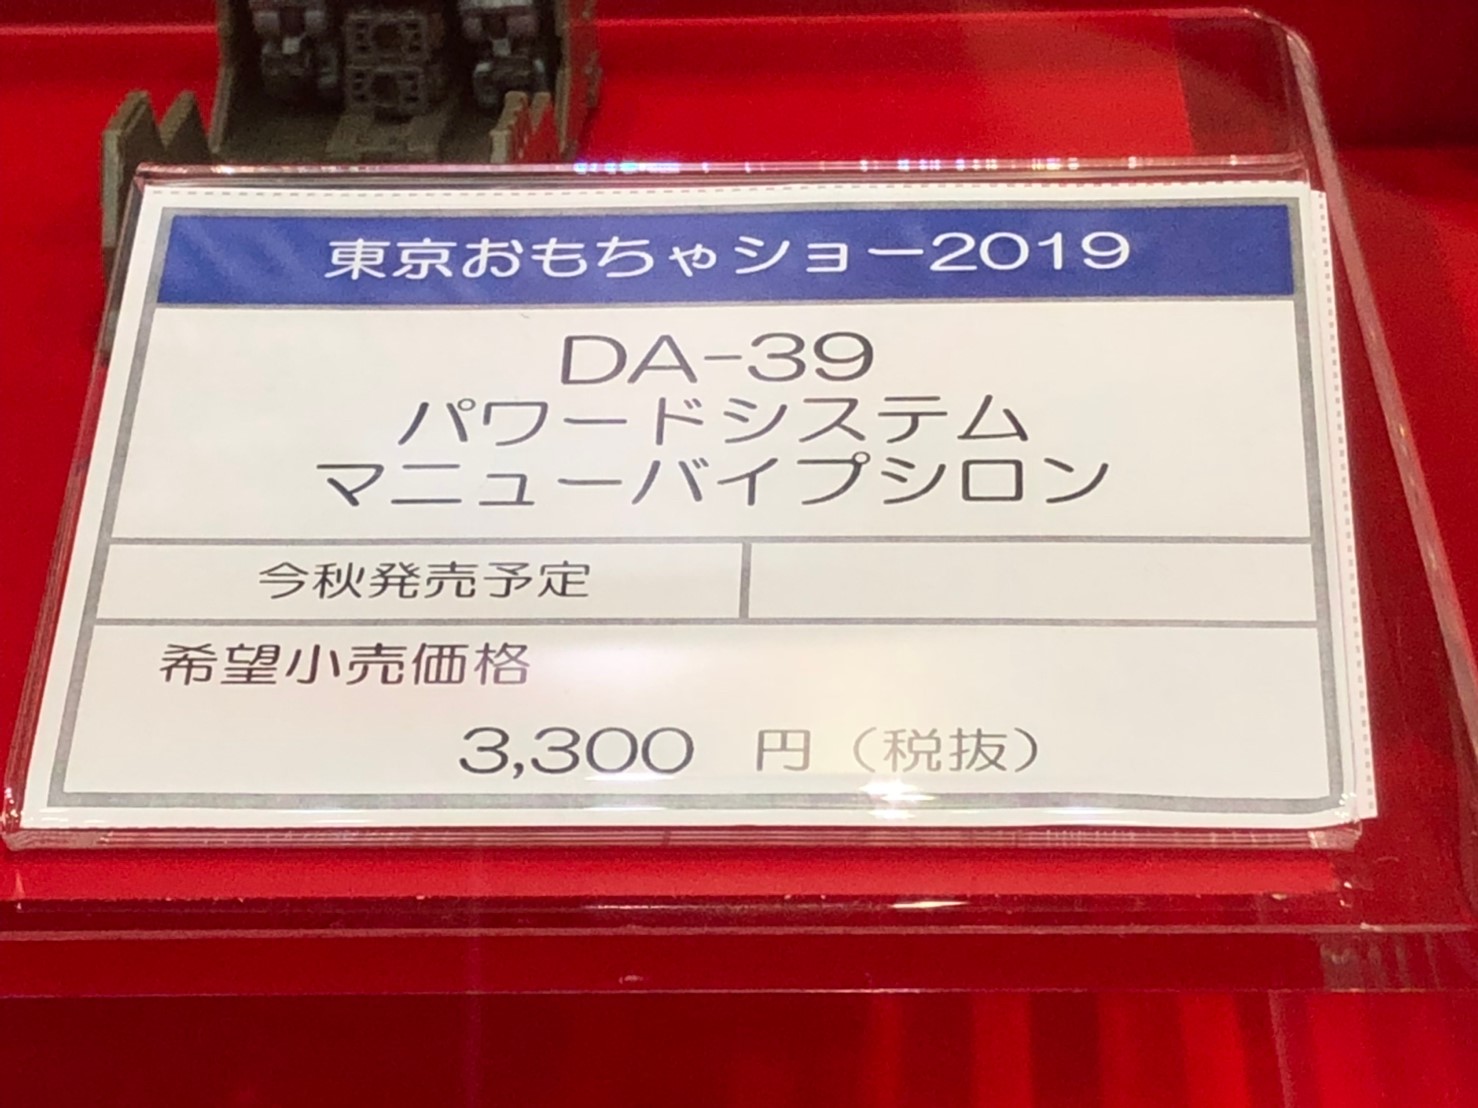 東京おもちゃショー2019
DA-39
パワードシステム
マニューバイプシロン
今秋発売予定
希望小売価格
3,300 円（税抜）